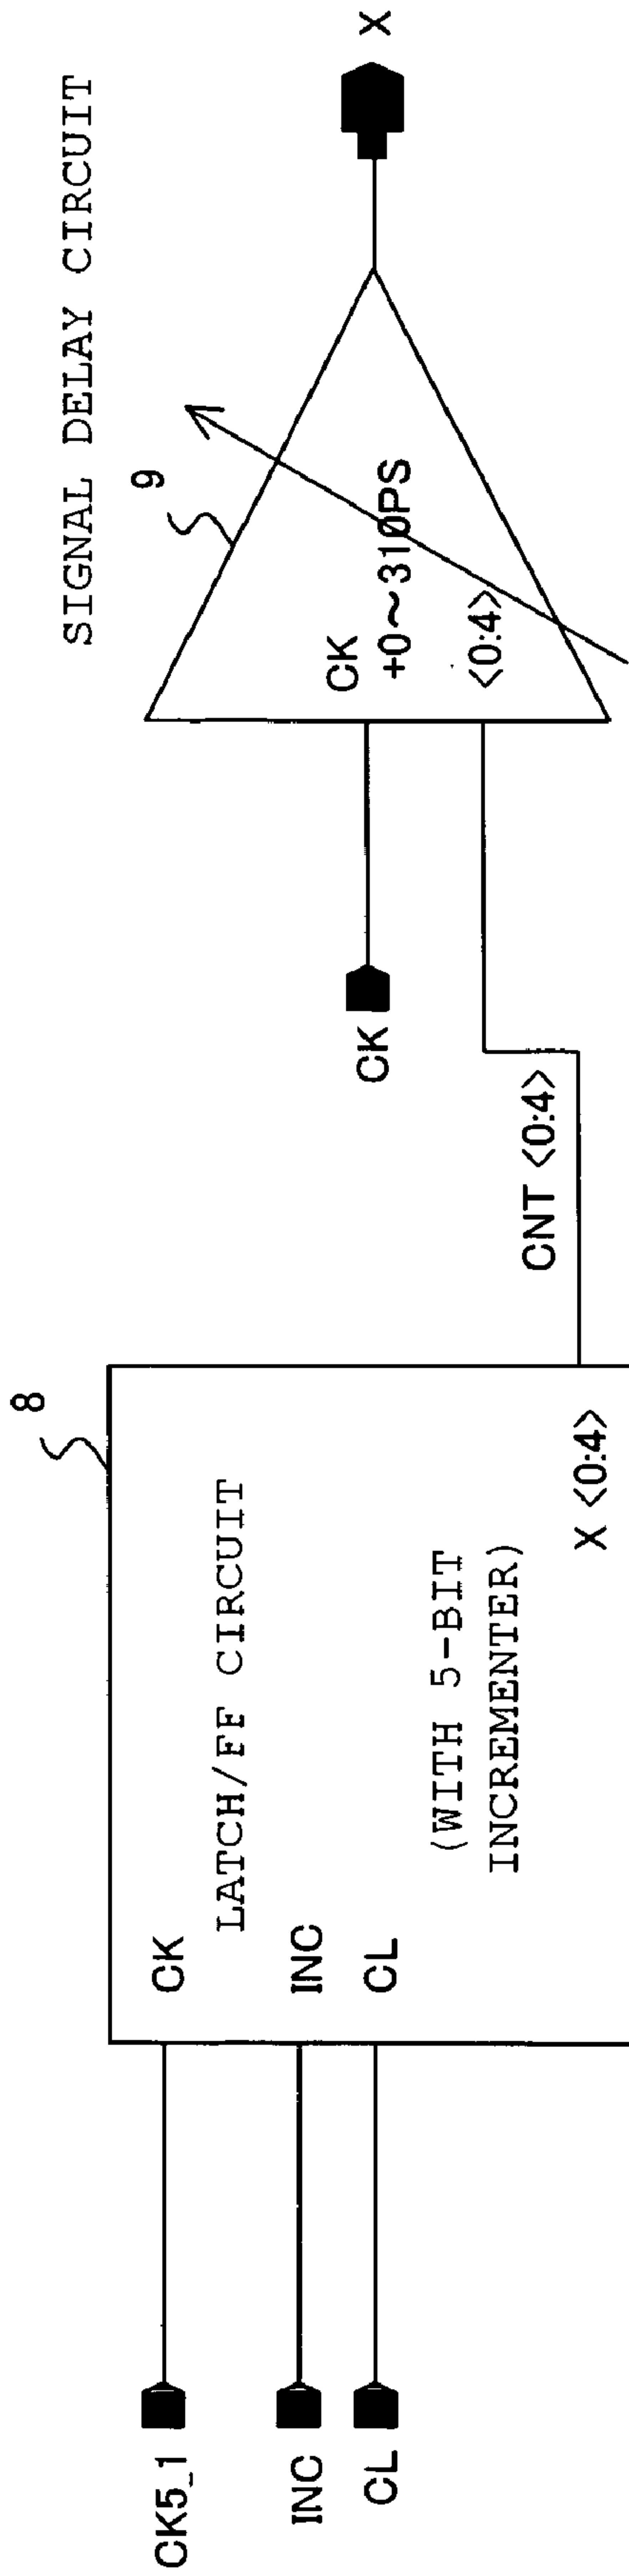 CK5_1
INC
CL
8
CK
LATCH/FF CIRCUIT
INC
CL
(WITH 5-BIT
INCREMENTER)
X <0:4>
CNT <0:4>
CK
SIGNAL DELAY CIRCUIT
9
CK
+0~310PS
<0:4>
X